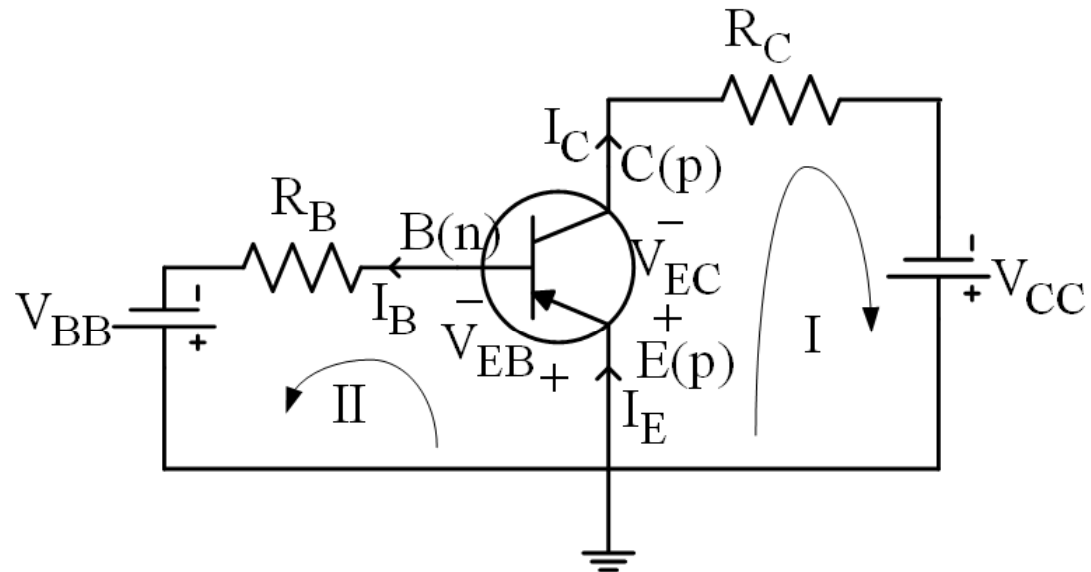 R_C
I_C
C(p)
R_B
B(n)
-
V_EC
+
-
V_CC
+
-
V_BB
+
I_B
-
V_EB
+
E(p)
I
II
I_E